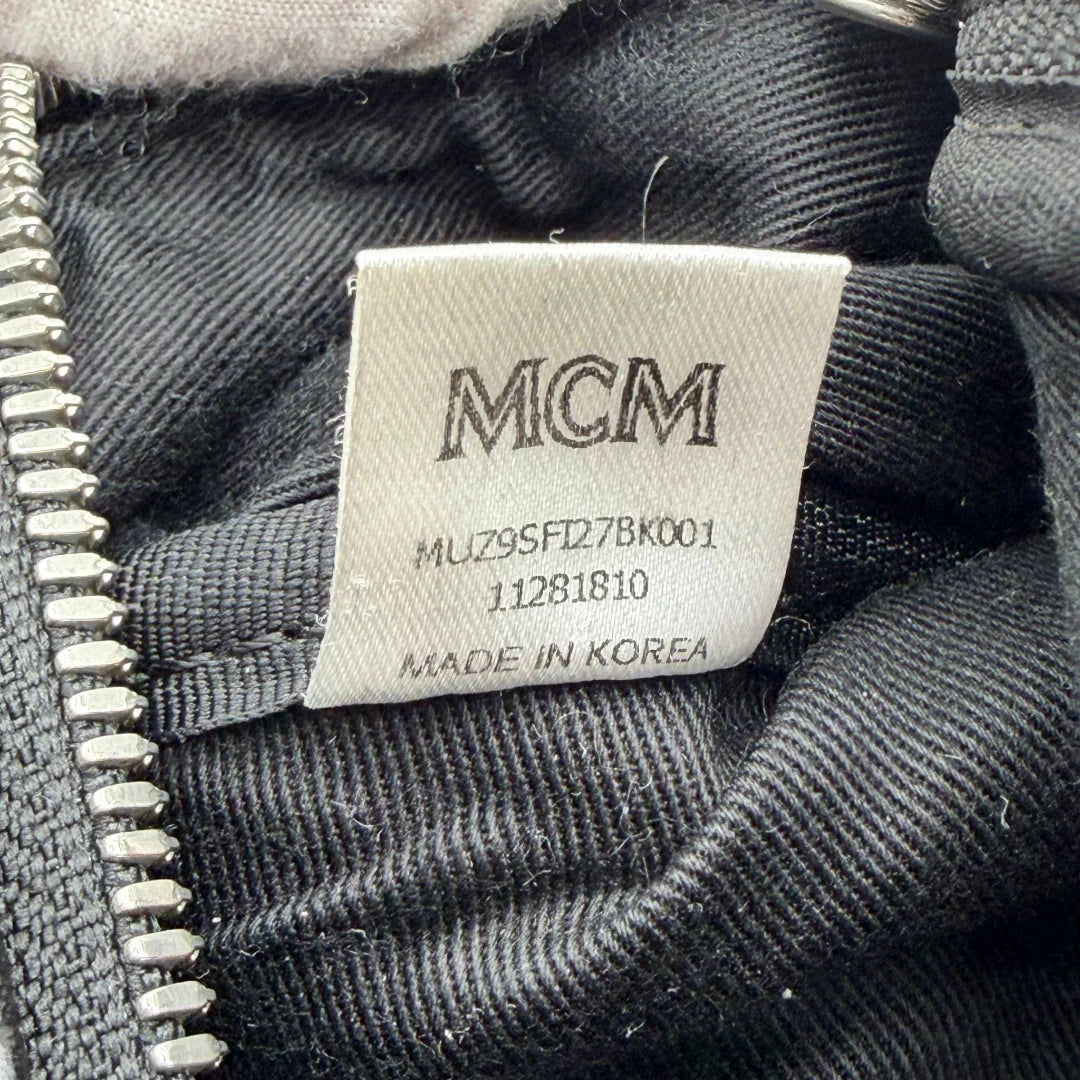 MCM
MUZ9SFI27BK001
11281810
MADE IN KOREA